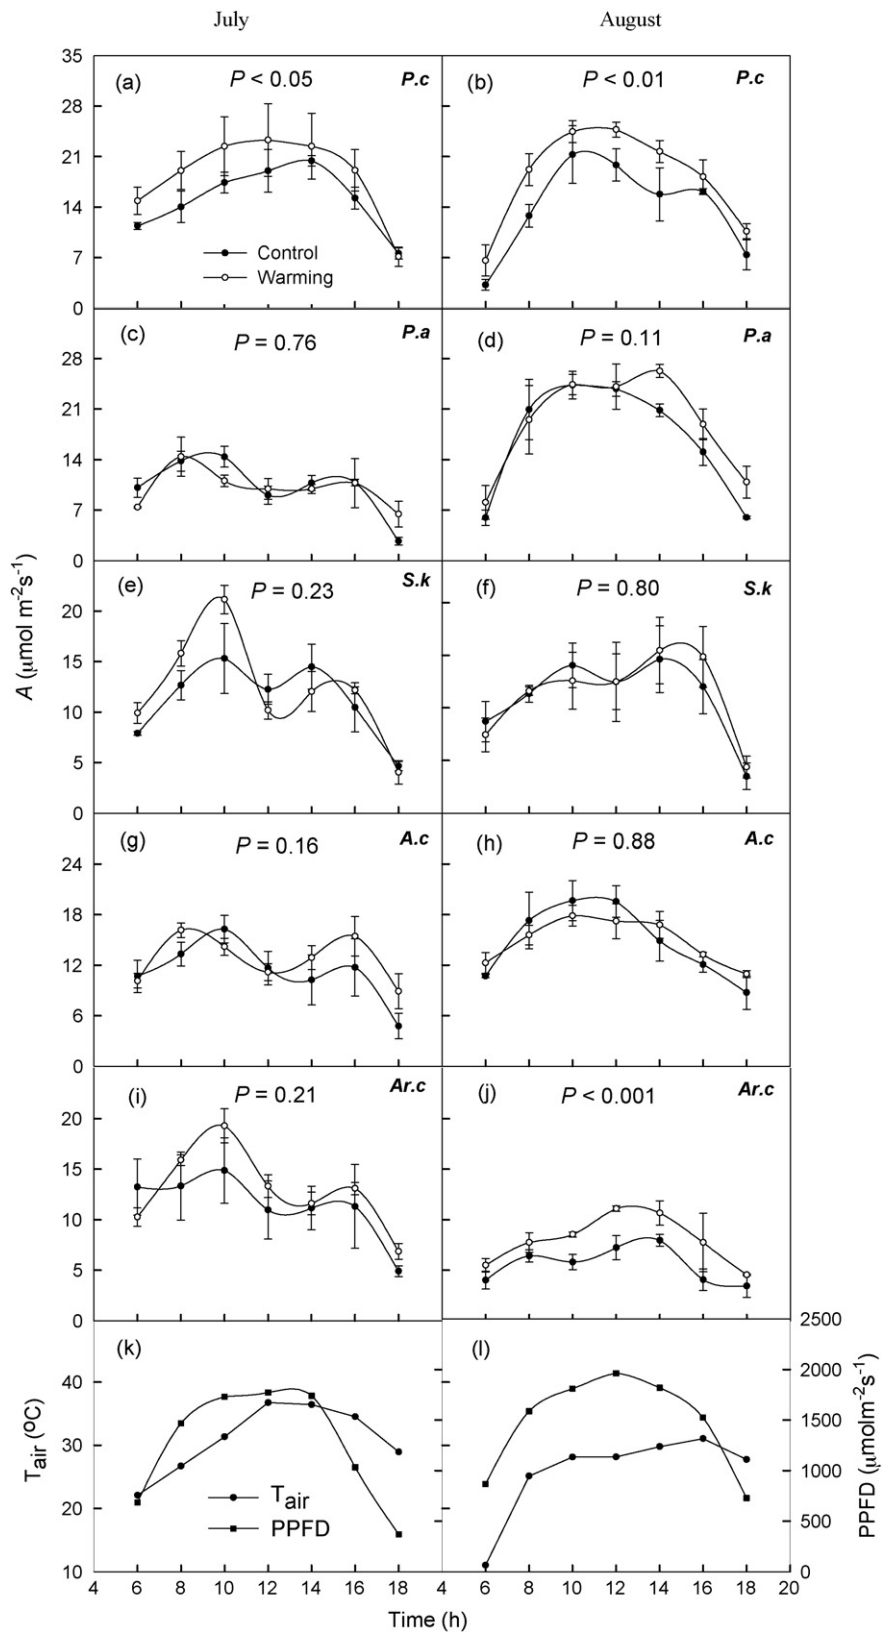 July August
(a) P < 0.05 P.c (b) P < 0.01 P.c
35
28
21
14
7
0
Control
Warming
(c) P = 0.76 P.a (d) P = 0.11 P.a
28
21
14
7
0
A (μmol m-2s-1)
(e) P = 0.23 S.k (f) P = 0.80 S.k
20
15
10
5
0
(g) P = 0.16 A.c (h) P = 0.88 A.c
24
18
12
6
0
(i) P = 0.21 Ar.c (j) P < 0.001 Ar.c
20
15
10
5
0
(k) (l)
40
30
20
10
Tair (ºC)
Tair
PPFD
2500
2000
1500
1000
500
0
PPFD (μmolm-2s-1)
4 6 8 10 12 14 16 18 4 6 8 10 12 14 16 18 20
Time (h)